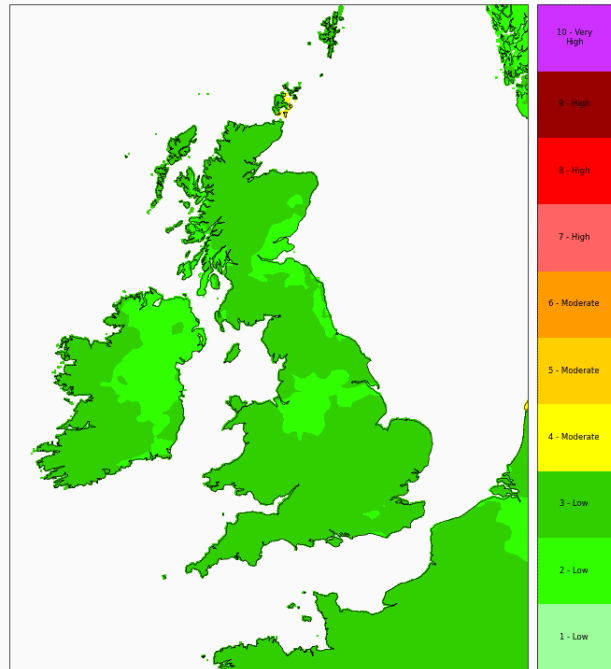 10 - Very
High
9 - High
8 - High
7 - High
6 - Moderate
5 - Moderate
4 - Moderate
3 - Low
2 - Low
1 - Low